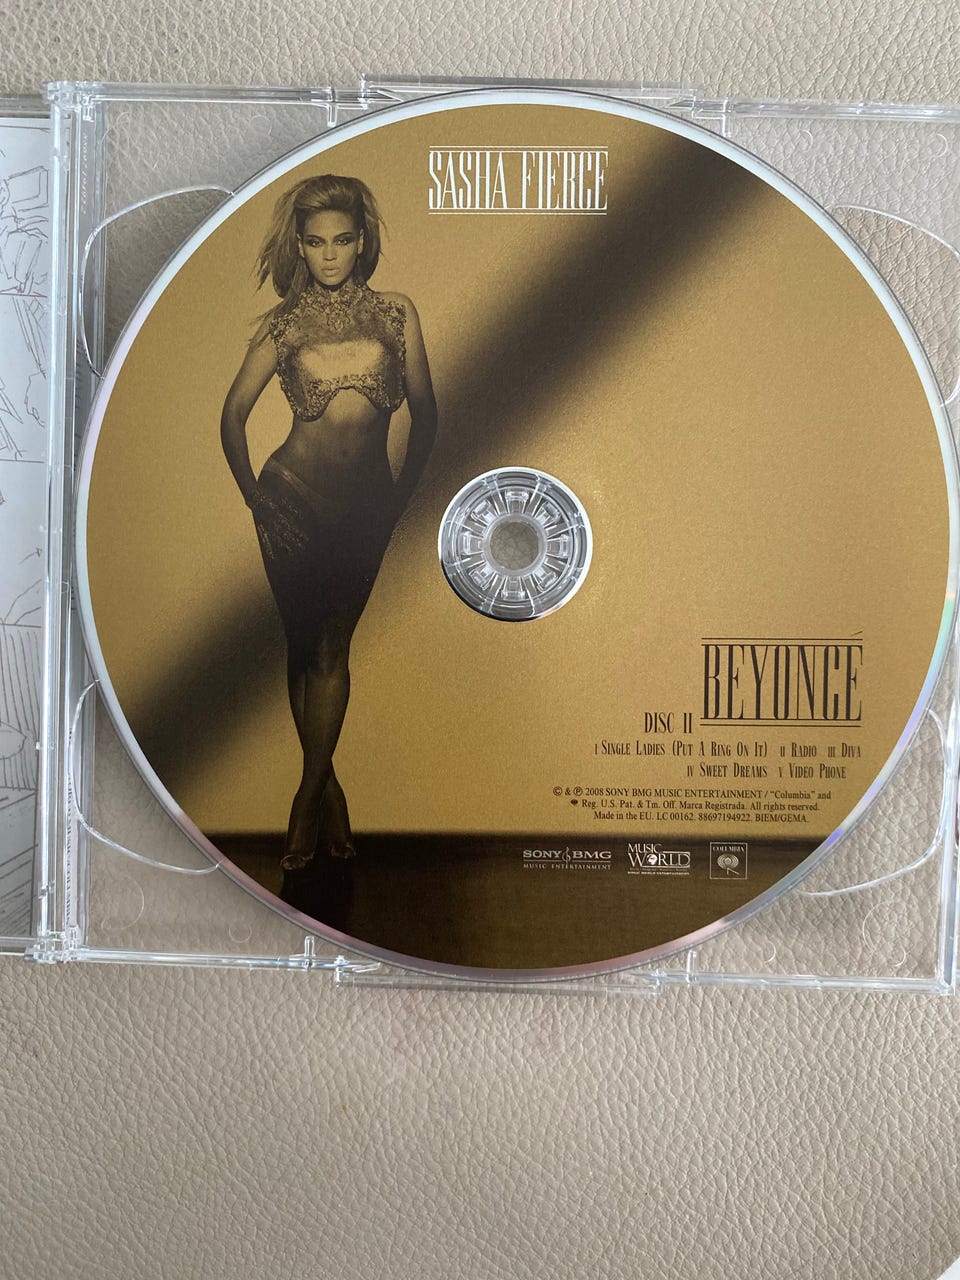 SASHA FIERCE
BEYONCÉ
DISC II
I SINGLE LADIES (PUT A RING ON IT) II RADIO III DIVA
IV SWEET DREAMS V VIDEO PHONE
© & ℗ 2008 SONY BMG MUSIC ENTERTAINMENT / "Columbia" and
Reg. U.S. Pat. & Tm. Off. Marca Registrada. All rights reserved.
Made in the EU. LC 00162. 88697194922. BIEM/GEMA.
SONY BMG
MUSIC ENTERTAINMENT
MUSIC
WORLD
COLUMBIA